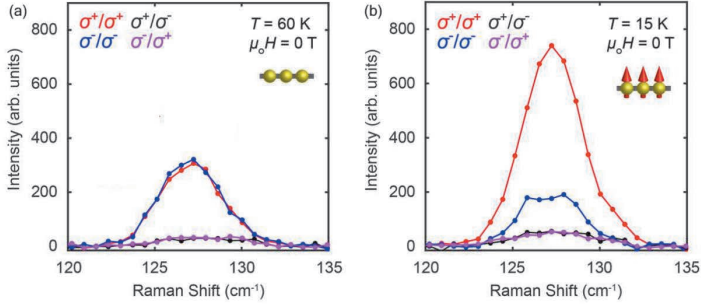 (a)
800
600
400
200
0
Intensity (arb. units)
σ⁺/σ⁺ σ⁺/σ⁻
σ⁻/σ⁻ σ⁻/σ⁺
T = 60 K
μₒH = 0 T
120 125 130 135
Raman Shift (cm⁻¹)
(b)
800
600
400
200
0
Intensity (arb. units)
σ⁺/σ⁺ σ⁺/σ⁻
σ⁻/σ⁻ σ⁻/σ⁺
T = 15 K
μₒH = 0 T
120 125 130 135
Raman Shift (cm⁻¹)